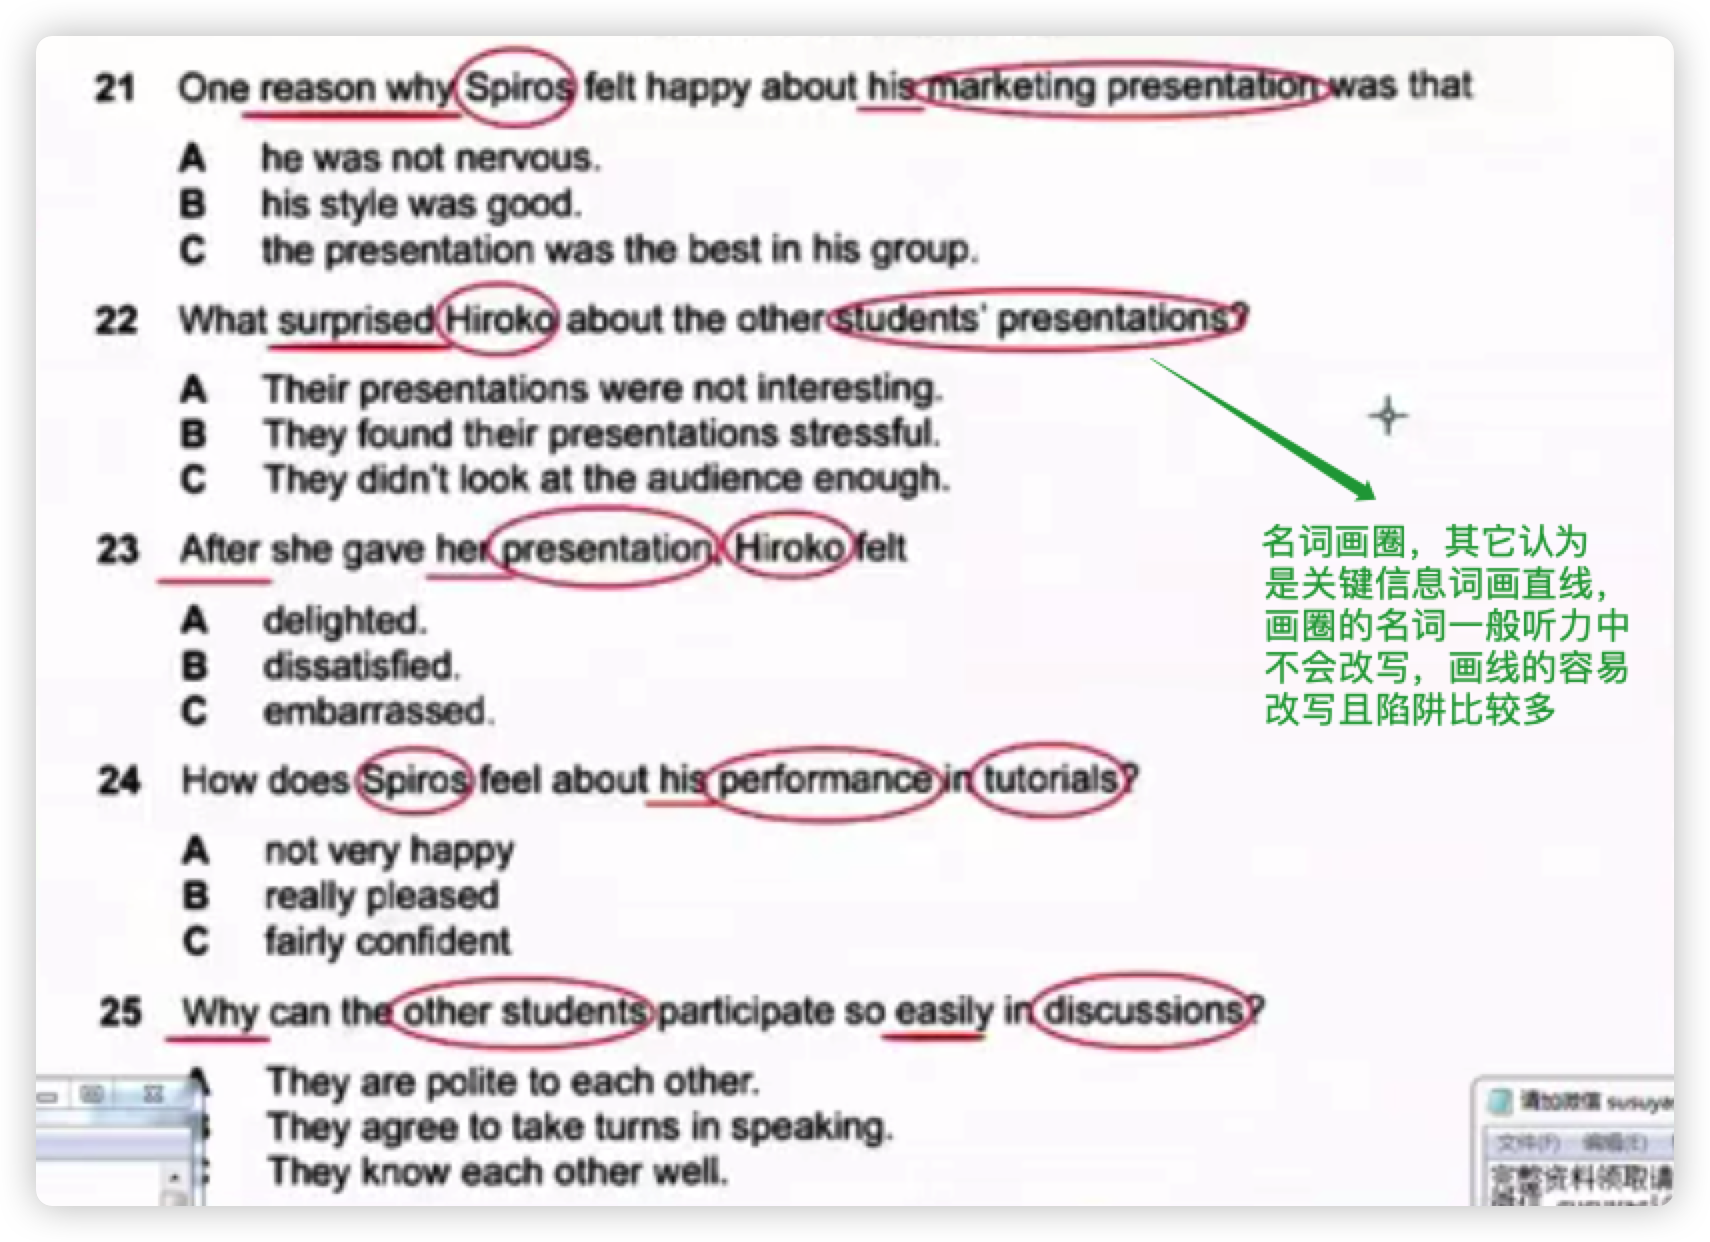 21 One reason why Spiros felt happy about his marketing presentation was that
A he was not nervous.
B his style was good.
C the presentation was the best in his group.
22 What surprised Hiroko about the other students' presentations?
A Their presentations were not interesting.
B They found their presentations stressful.
C They didn't look at the audience enough.
23 After she gave her presentation, Hiroko felt
A delighted.
B dissatisfied.
C embarrassed.
名词画圈，其它认为
是关键信息词画直线，
画圈的名词一般听力中
不会改写，画线的容易
改写且陷阱比较多
24 How does Spiros feel about his performance in tutorials?
A not very happy
B really pleased
C fairly confident
25 Why can the other students participate so easily in discussions?
A They are polite to each other.
They agree to take turns in speaking.
They know each other well.
请加微信
文件(F) 编辑(E)
完整资料领取请